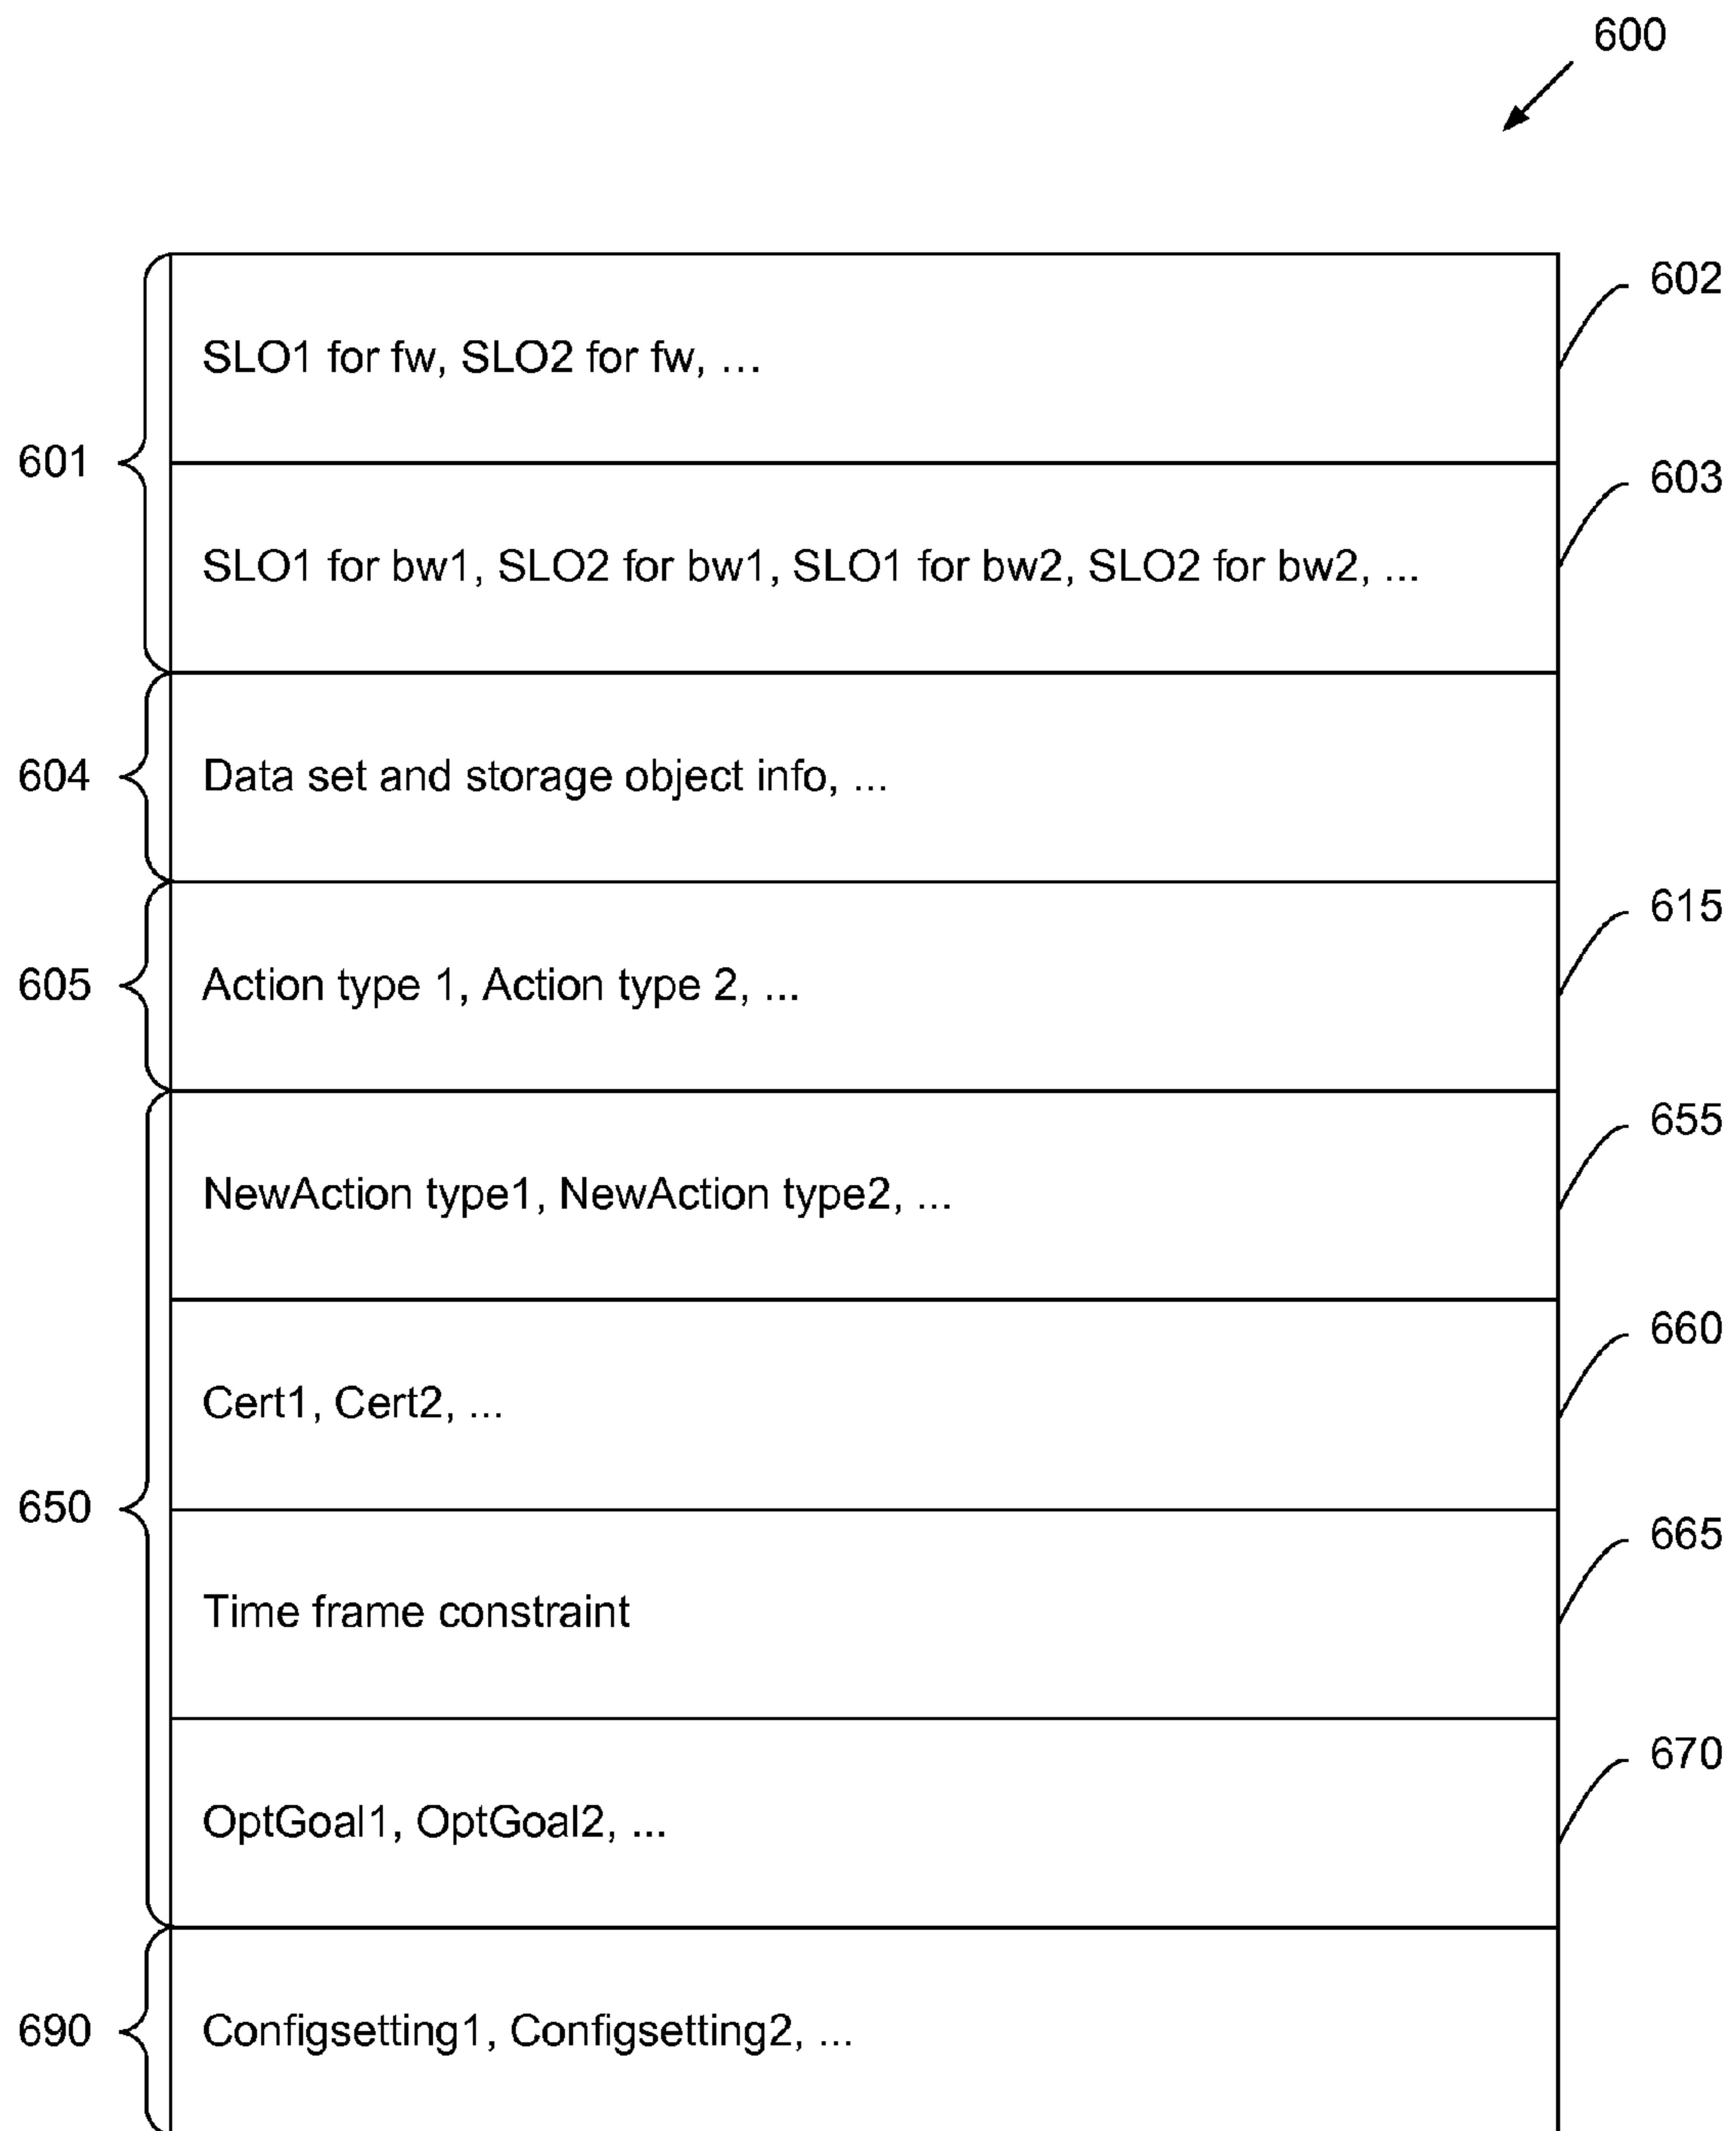 600
602
SLO1 for fw, SLO2 for fw, ...
601
603
SLO1 for bw1, SLO2 for bw1, SLO1 for bw2, SLO2 for bw2, ...
604
Data set and storage object info, ...
615
605
Action type 1, Action type 2, ...
655
NewAction type1, NewAction type2, ...
660
Cert1, Cert2, ...
650
665
Time frame constraint
670
OptGoal1, OptGoal2, ...
690
Configsetting1, Configsetting2, ...